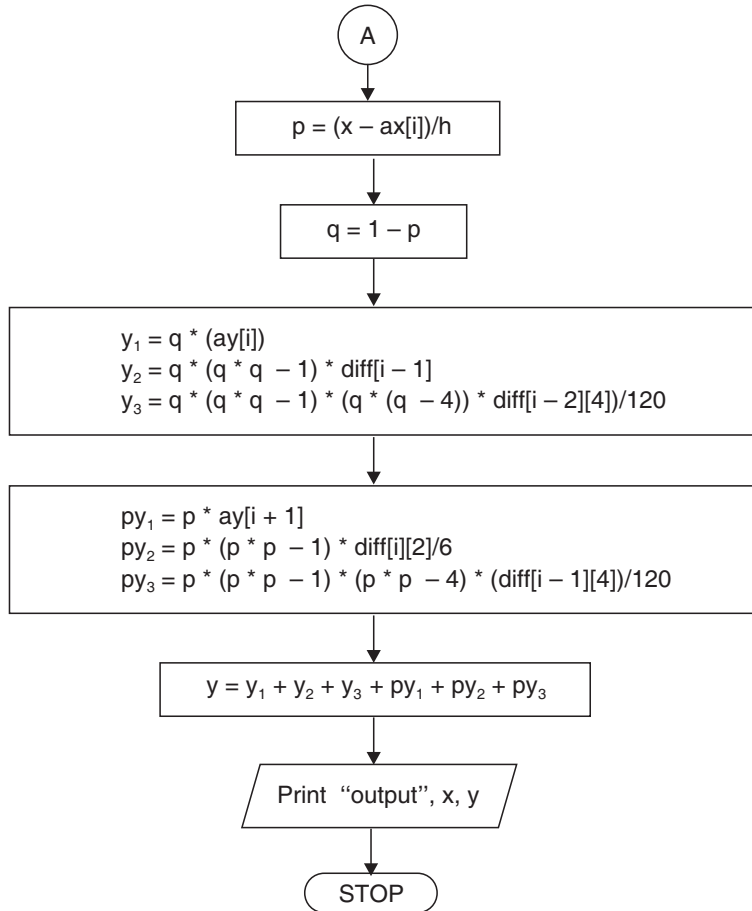 A
p = (x – ax[i])/h
q = 1 – p
y₁ = q * (ay[i])
y₂ = q * (q * q – 1) * diff[i – 1]
y₃ = q * (q * q – 1) * (q * (q – 4)) * diff[i – 2][4])/120
py₁ = p * ay[i + 1]
py₂ = p * (p * p – 1) * diff[i][2]/6
py₃ = p * (p * p – 1) * (p * p – 4) * (diff[i – 1][4])/120
y = y₁ + y₂ + y₃ + py₁ + py₂ + py₃
Print “output”, x, y
STOP